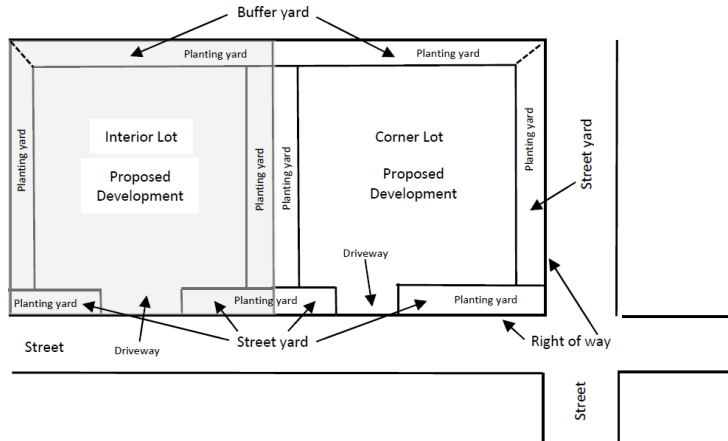 Buffer yard
Planting yard
Planting yard
Planting yard
Interior Lot
Proposed
Development
Planting yard
Planting yard
Corner Lot
Proposed
Development
Planting yard
Street yard
Driveway
Planting yard
Planting yard
Planting yard
Street
Driveway
Street yard
Right of way
Street